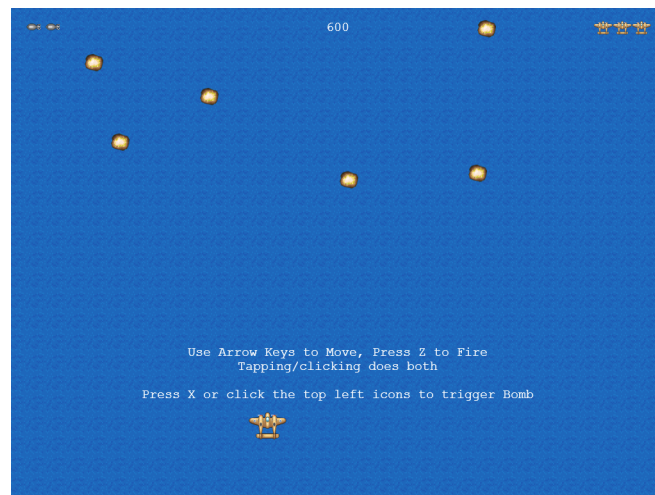 600
Use Arrow Keys to Move, Press Z to Fire
Tapping/clicking does both
Press X or click the top left icons to trigger Bomb